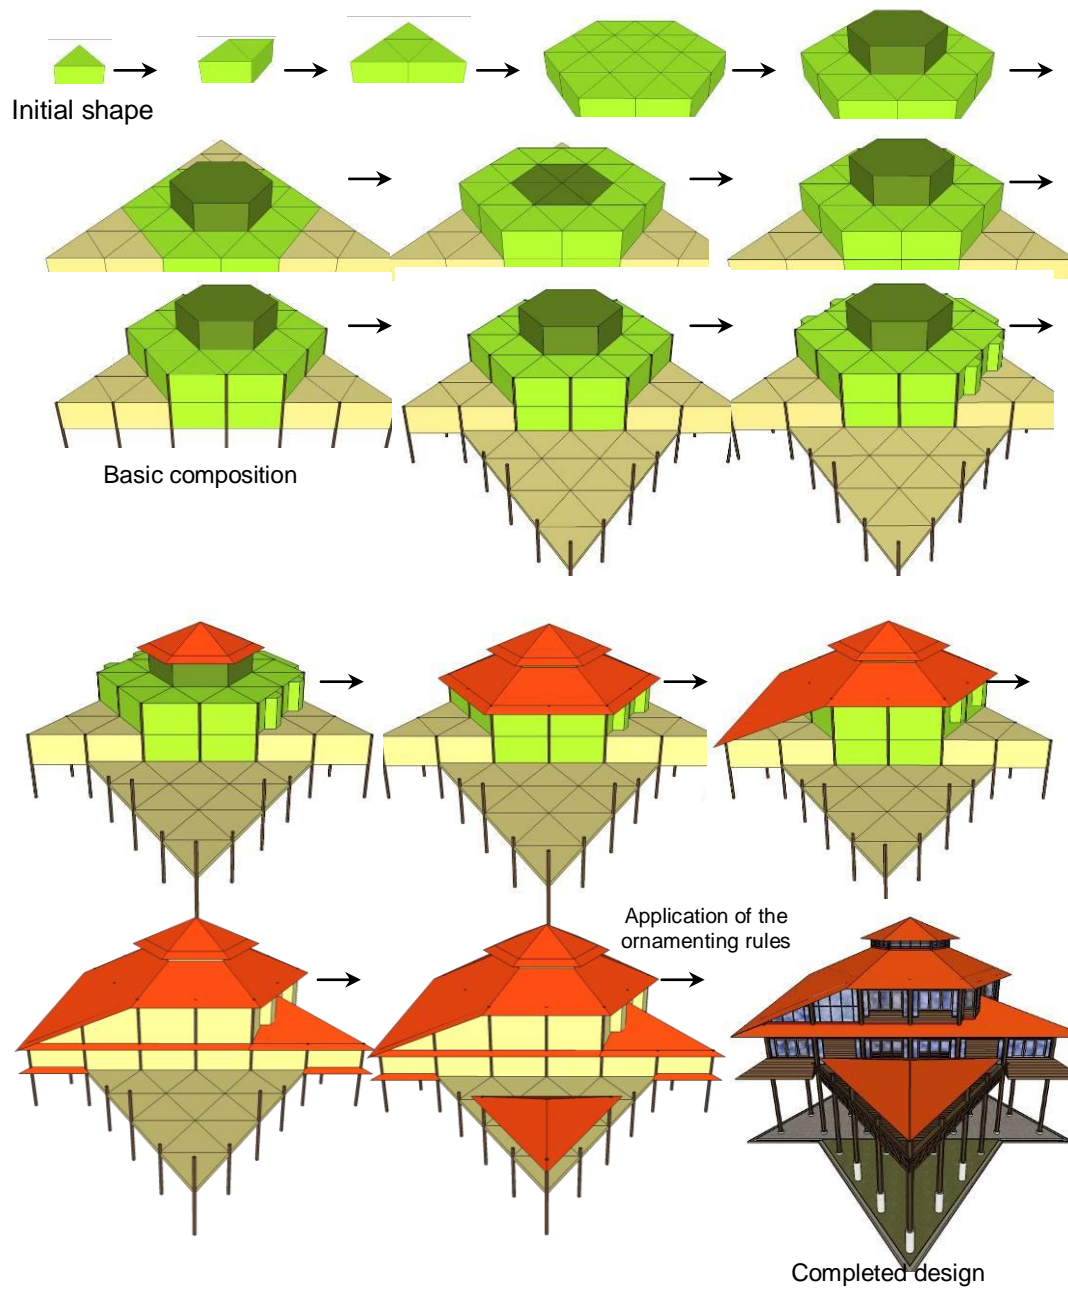 Initial shape
Basic composition
Application of the
ornamenting rules
Completed design